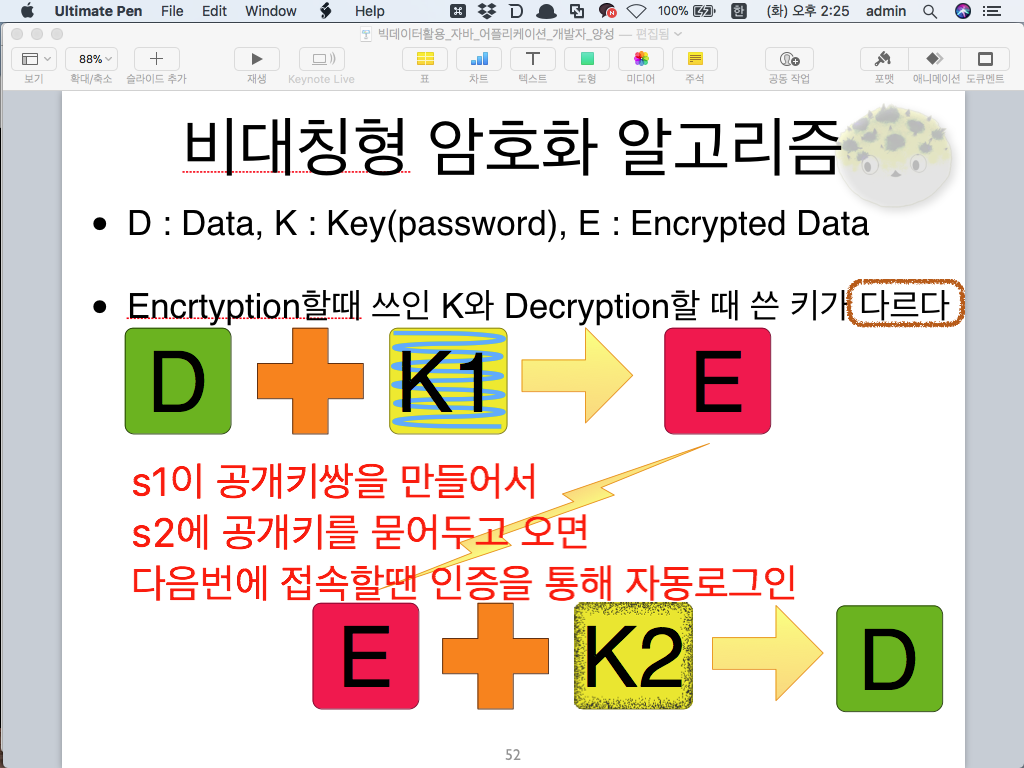 Ultimate Pen File Edit Window Help 100% 한 (화) 오후 2:25 admin
빅데이터활용_자바_어플리케이션_개발자_양성 — 편집됨
88%
보기 확대/축소 슬라이드 추가 재생 Keynote Live 표 차트 텍스트 도형 미디어 주석 공동 작업 포맷 애니메이션 도큐멘트
비대칭형 암호화 알고리즘
• D : Data, K : Key(password), E : Encrypted Data
• Encrtyption할때 쓰인 K와 Decryption할 때 쓴 키가 다르다
D K1 E
s1이 공개키쌍을 만들어서
s2에 공개키를 묻어두고 오면
다음번에 접속할땐 인증을 통해 자동로그인
E K2 D
52